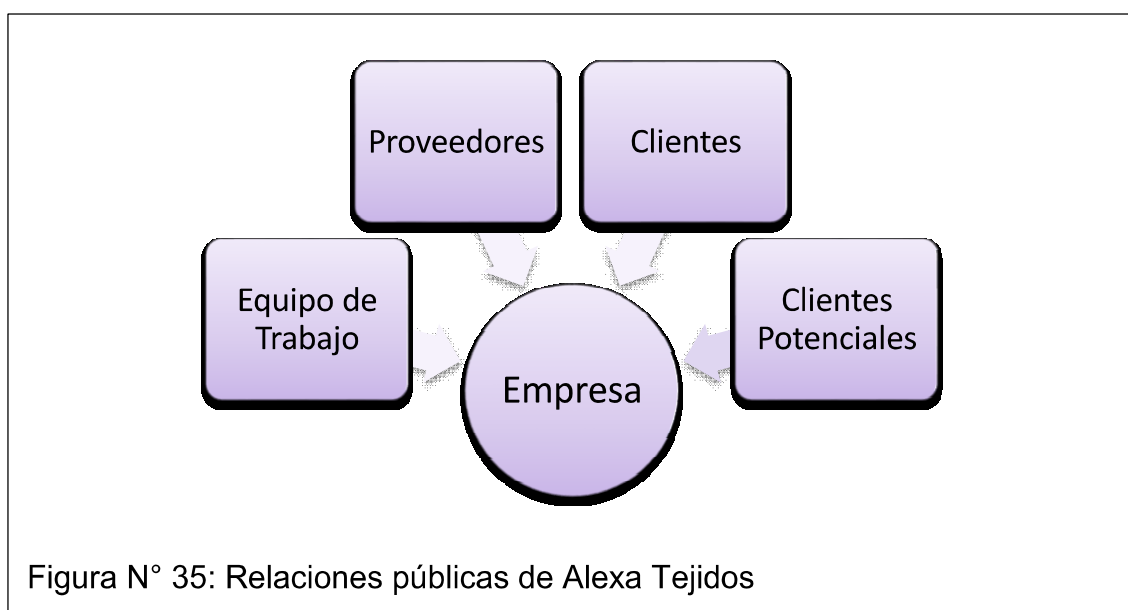 Proveedores
Clientes
Equipo de
Trabajo
Clientes
Potenciales
Empresa
Figura N° 35: Relaciones públicas de Alexa Tejidos